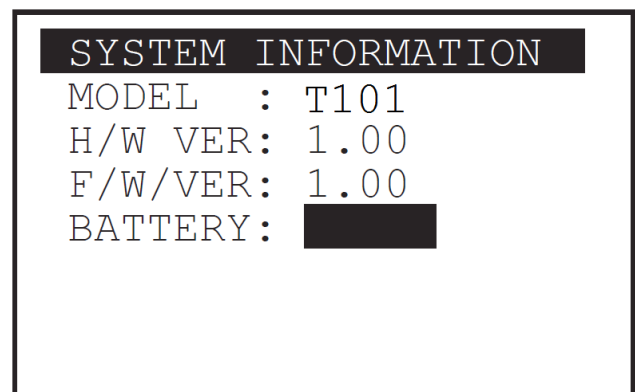 SYSTEM INFORMATION
MODEL : T101
H/W VER: 1.00
F/W/VER: 1.00
BATTERY: